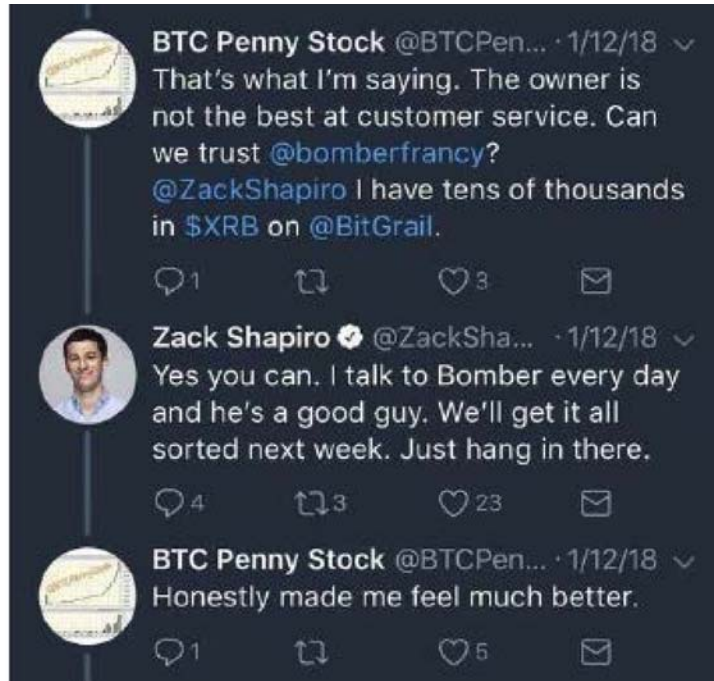 BTC Penny Stock @BTCPen... · 1/12/18
That's what I'm saying. The owner is
not the best at customer service. Can
we trust @bomberfrancy?
@ZackShapiro I have tens of thousands
in $XRB on @BitGrail.
1 3
Zack Shapiro @ZackSha... · 1/12/18
Yes you can. I talk to Bomber every day
and he's a good guy. We'll get it all
sorted next week. Just hang in there.
4 3 23
BTC Penny Stock @BTCPen... · 1/12/18
Honestly made me feel much better.
1 5